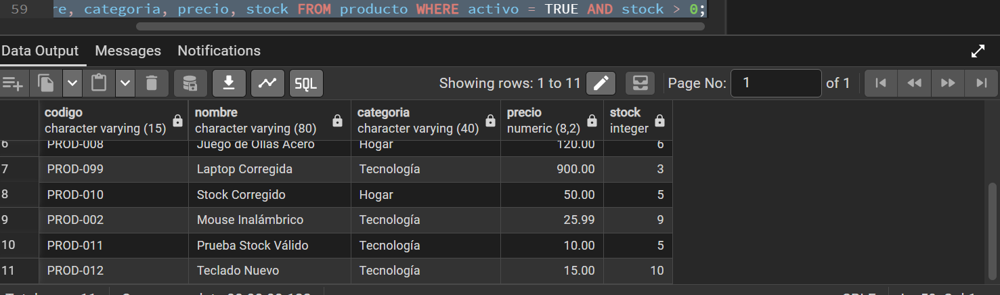 59 re, categoria, precio, stock FROM producto WHERE activo = TRUE AND stock > 0;
Data Output Messages Notifications
SQL Showing rows: 1 to 11 Page No: 1 of 1
codigo nombre categoria precio stock
character varying (15) character varying (80) character varying (40) numeric (8,2) integer
6 PROD-008 Juego de Ollas Acero Hogar 120.00 6
7 PROD-099 Laptop Corregida Tecnología 900.00 3
8 PROD-010 Stock Corregido Hogar 50.00 5
9 PROD-002 Mouse Inalámbrico Tecnología 25.99 9
10 PROD-011 Prueba Stock Válido Tecnología 10.00 5
11 PROD-012 Teclado Nuevo Tecnología 15.00 10